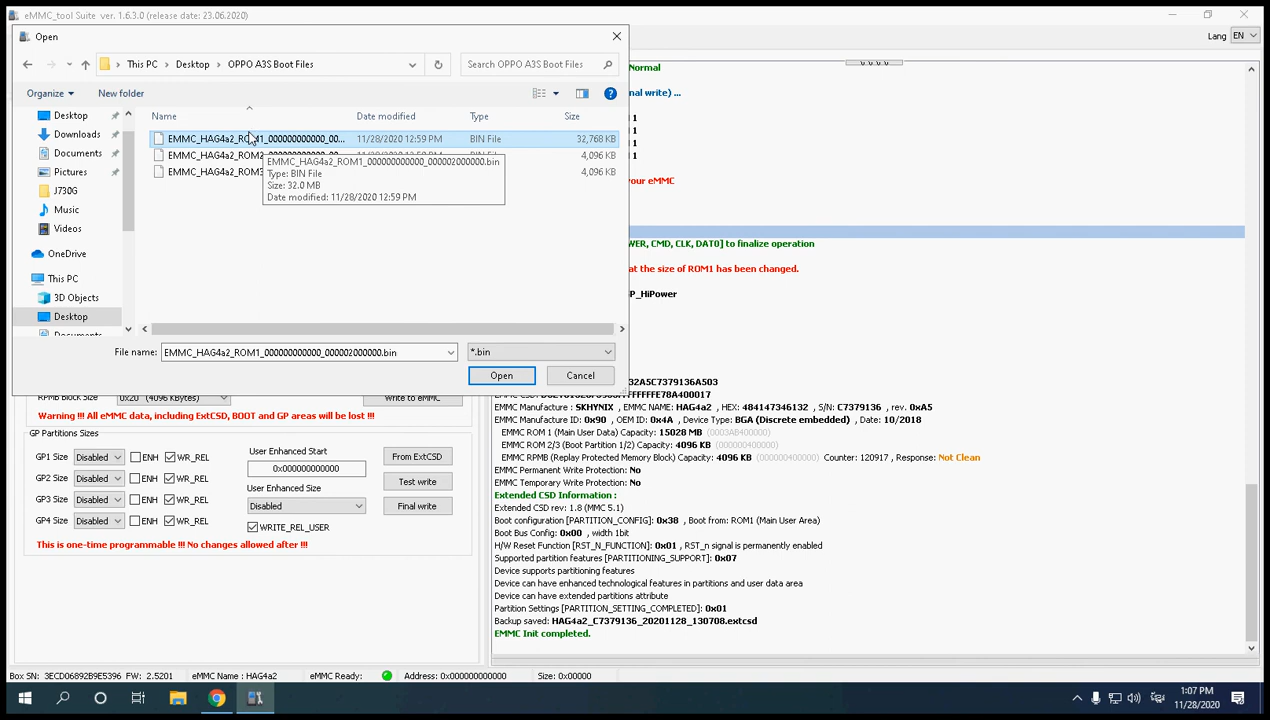 eMMC_tool Suite ver. 1.6.3.0 (release date: 23.06.2020)
Open
Lang EN
This PC > Desktop > OPPO A3S Boot Files
Search OPPO A3S Boot Files
Organize
New folder
Name
Date modified
Type
Size
EMMC_HAG4a2_ROM1_000000000000_00... 11/28/2020 12:59 PM BIN File 32,768 KB
EMMC_HAG4a2_ROM2 4,096 KB
EMMC_HAG4a2_ROM3 4,096 KB
EMMC_HAG4a2_ROM1_000000000000_000002000000.bin
Type: BIN File
Size: 32.0 MB
Date modified: 11/28/2020 12:59 PM
Desktop
Downloads
Documents
Pictures
J730G
Music
Videos
OneDrive
This PC
3D Objects
Desktop
Documents
File name: EMMC_HAG4a2_ROM1_000000000000_000002000000.bin
*.bin
Open
Cancel
Normal
nal write) ...
1
1
1
1
your eMMC
WER, CMD, CLK, DAT0] to finalize operation
at the size of ROM1 has been changed.
P_HiPower
RPMB Block Size 0x20 (4096 KBytes) Write to eMMC
Warning !!! All eMMC data, including ExtCSD, BOOT and GP areas will be lost !!!
GP Partitions Sizes
GP1 Size Disabled ENH WR_REL
GP2 Size Disabled ENH WR_REL
GP3 Size Disabled ENH WR_REL
GP4 Size Disabled ENH WR_REL
User Enhanced Start
0x000000000000
User Enhanced Size
Disabled
WRITE_REL_USER
From ExtCSD
Test write
Final write
This is one-time programmable !!! No changes allowed after !!!
32A5C7379136A503
EMMC Manufacture : SKHYNIX , EMMC NAME: HAG4a2 , HEX: 484147346132 , S/N: C7379136 , rev. 0xA5
EMMC Manufacture ID: 0x90 , OEM ID: 0x4A , Device Type: BGA (Discrete embedded) , Date: 10/2018
EMMC ROM 1 (Main User Data) Capacity: 15028 MB (0003AB400000)
EMMC ROM 2/3 (Boot Partition 1/2) Capacity: 4096 KB (000000400000)
EMMC RPMB (Replay Protected Memory Block) Capacity: 4096 KB (000000400000) Counter: 120917 , Response: Not Clean
EMMC Permanent Write Protection: No
EMMC Temporary Write Protection: No
Extended CSD Information :
Extended CSD rev: 1.8 (MMC 5.1)
Boot configuration [PARTITION_CONFIG]: 0x38 , Boot from: ROM1 (Main User Area)
Boot Bus Config: 0x00 , width 1bit
H/W Reset Function [RST_N_FUNCTION]: 0x01 , RST_n signal is permanently enabled
Supported partition features [PARTITIONING_SUPPORT]: 0x07
Device supports partitioning features
Device can have enhanced technological features in partitions and user data area
Device can have extended partitions attribute
Partition Settings [PARTITION_SETTING_COMPLETED]: 0x01
Backup saved: HAG4a2_C7379136_20201128_130708.extcsd
EMMC Init completed.
Box SN: 3ECD06892B9E5396 FW: 2.5201 eMMC Name : HAG4a2 eMMC Ready: Address: 0x000000000000 Size: 0x00000
1:07 PM
11/28/2020